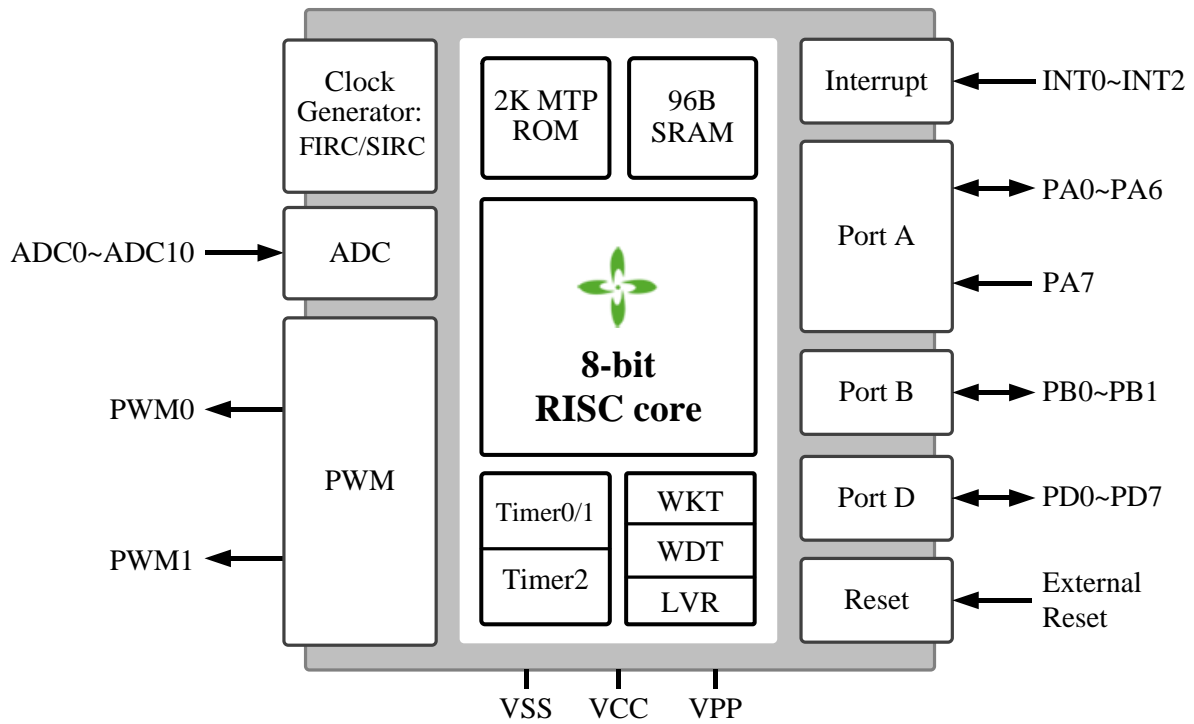 Clock
Generator:
FIRC/SIRC
2K MTP
ROM
96B
SRAM
Interrupt
INT0~INT2
ADC0~ADC10
ADC
Port A
PA0~PA6
PA7
8-bit
RISC core
PWM0
PWM
PWM1
Port B
PB0~PB1
Port D
PD0~PD7
Timer0/1
Timer2
WKT
WDT
LVR
Reset
External
Reset
VSS
VCC
VPP